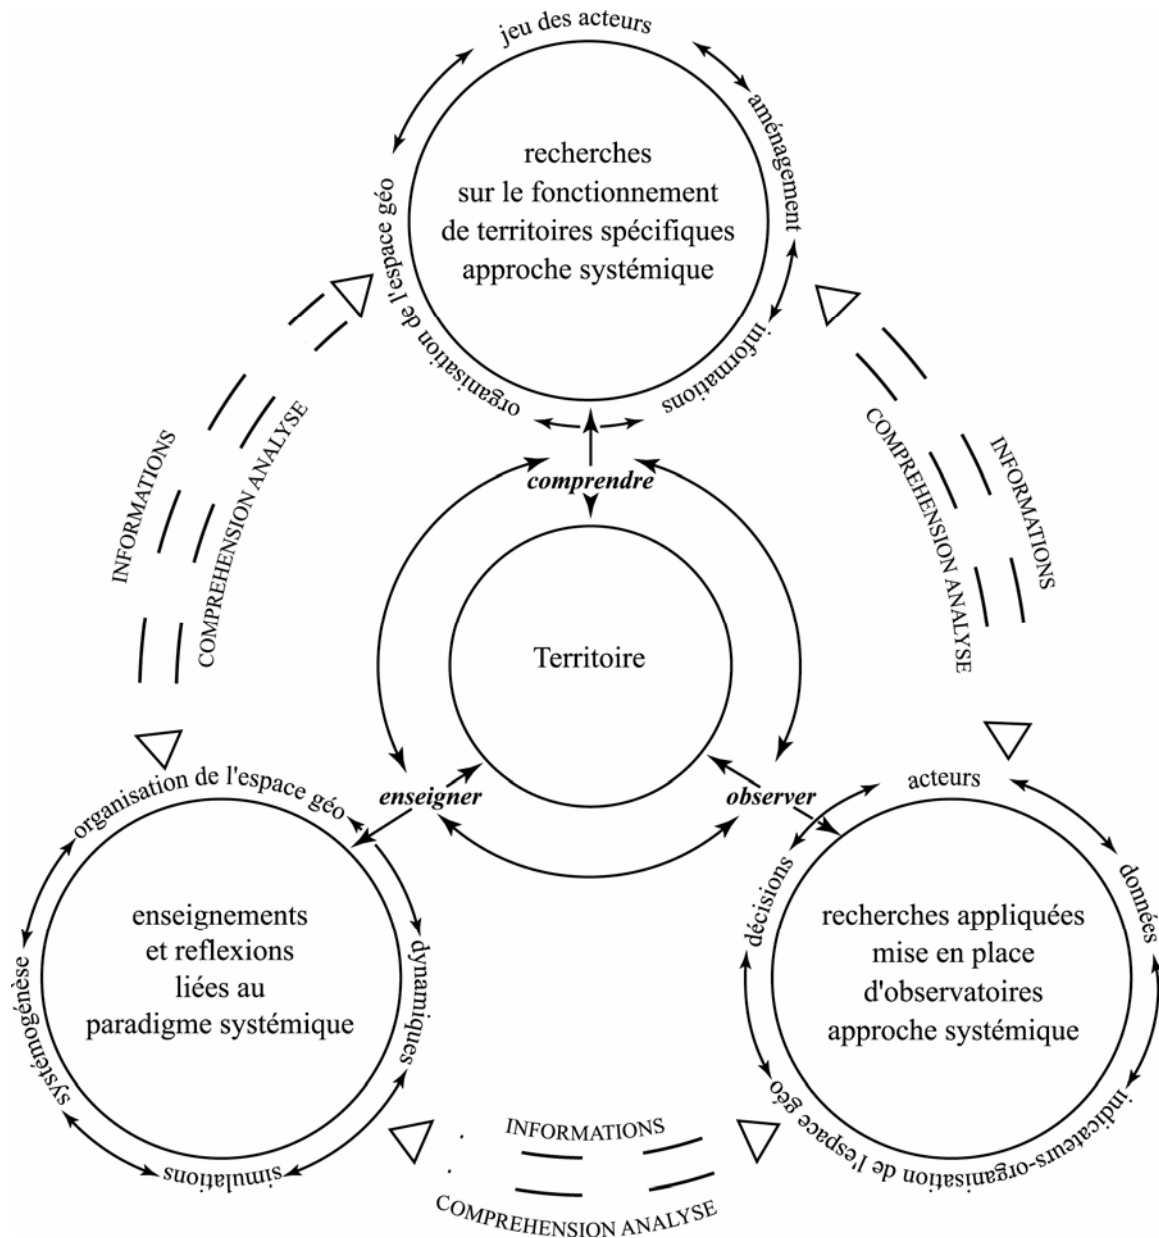 jeu des acteurs
aménagement
informations
organisation de l'espace géo
recherches
sur le fonctionnement
de territoires spécifiques
approche systémique
INFORMATIONS
COMPREHENSION ANALYSE
COMPREHENSION ANALYSE
INFORMATIONS
comprendre
Territoire
enseigner
observer
organisation de l'espace géo
dynamiques
simulations
systémogénèse
enseignements
et reflexions
liées au
paradigme systémique
acteurs
données
indicateurs-organisation de l'espace géo
décisions
recherches appliquées
mise en place
d'observatoires
approche systémique
INFORMATIONS
COMPREHENSION ANALYSE